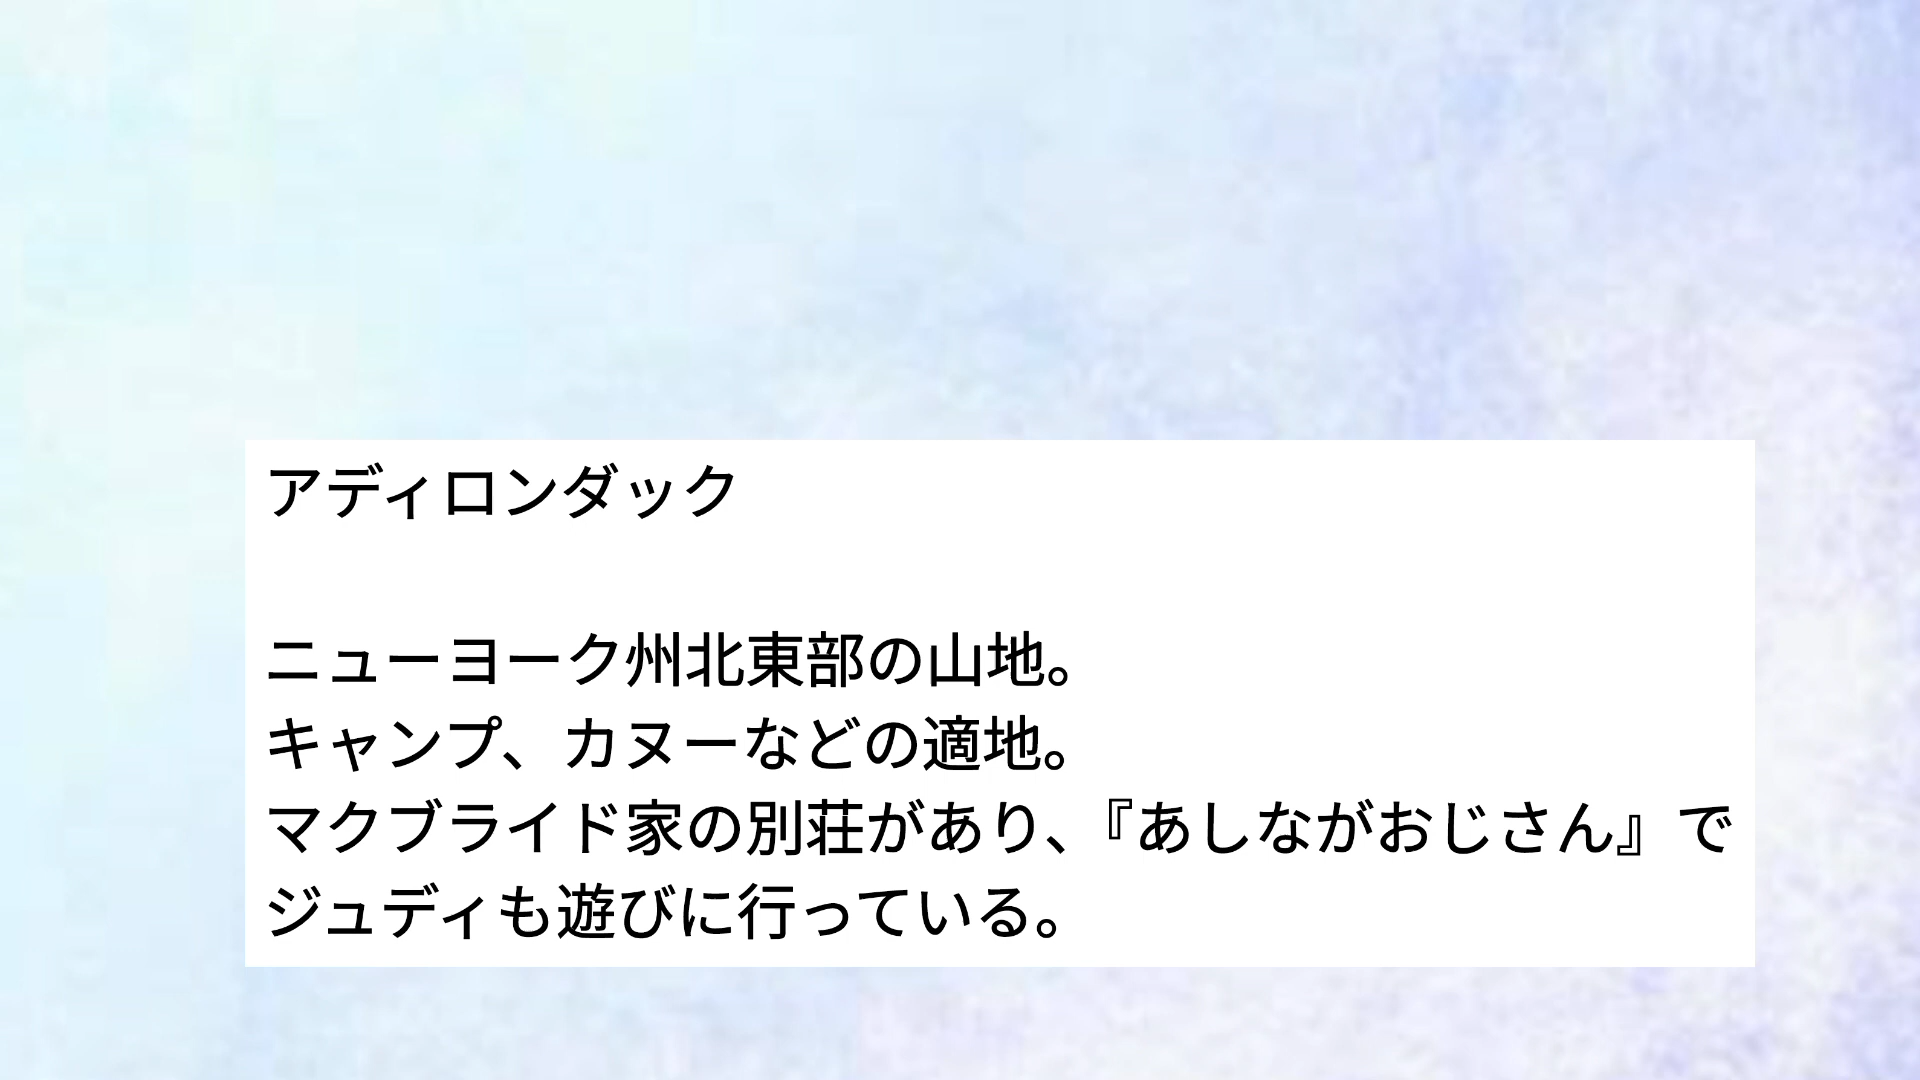 アディロンダック
ニューヨーク州北東部の山地。
キャンプ、カヌーなどの適地。
マクブライド家の別荘があり、『あしながおじさん』で
ジュディも遊びに行っている。